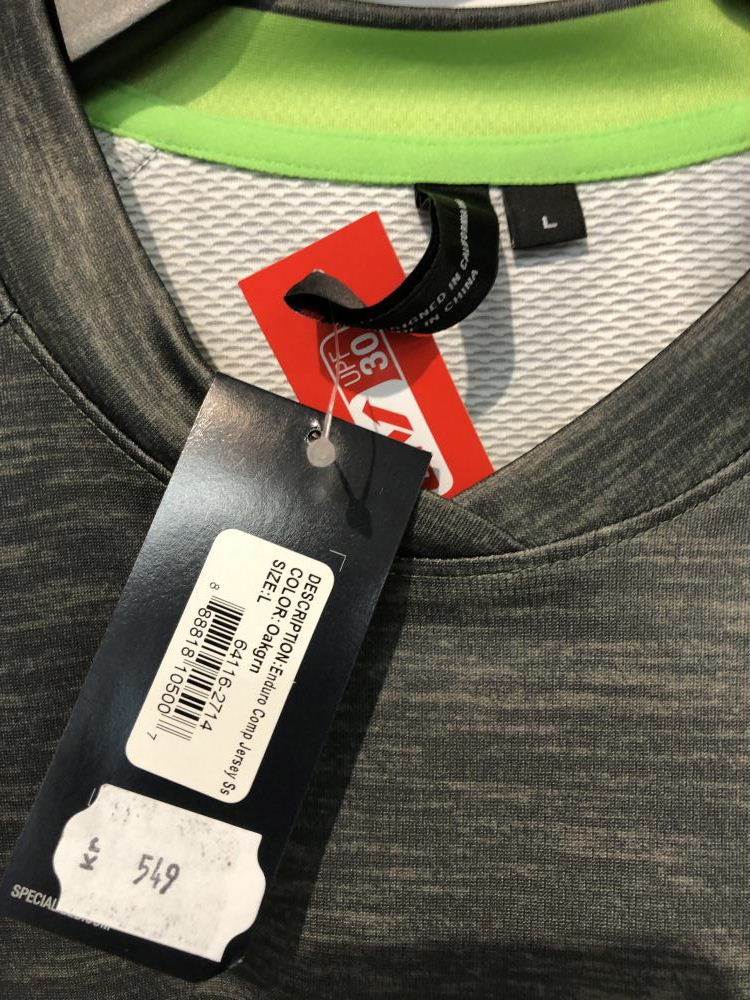 L
DESIGNED IN CALIFORNIA
IN CHINA
UPF
30
DESCRIPTION:Enduro Comp Jersey Ss
COLOR:Oakgrn
SIZE:L
64116-2714
8 88818 10500 7
Kr 549